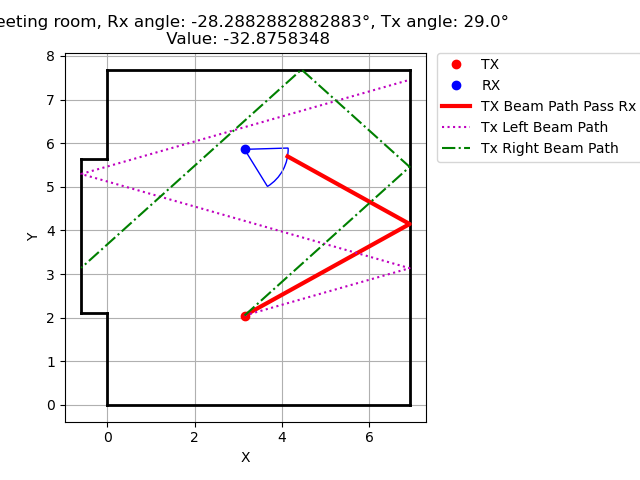 eeting room, Rx angle: -28.2882882882883°, Tx angle: 29.0°
Value: -32.8758348
TX
RX
TX Beam Path Pass Rx
Tx Left Beam Path
Tx Right Beam Path
8
7
6
5
4
3
2
1
0
Y
0
2
4
6
X